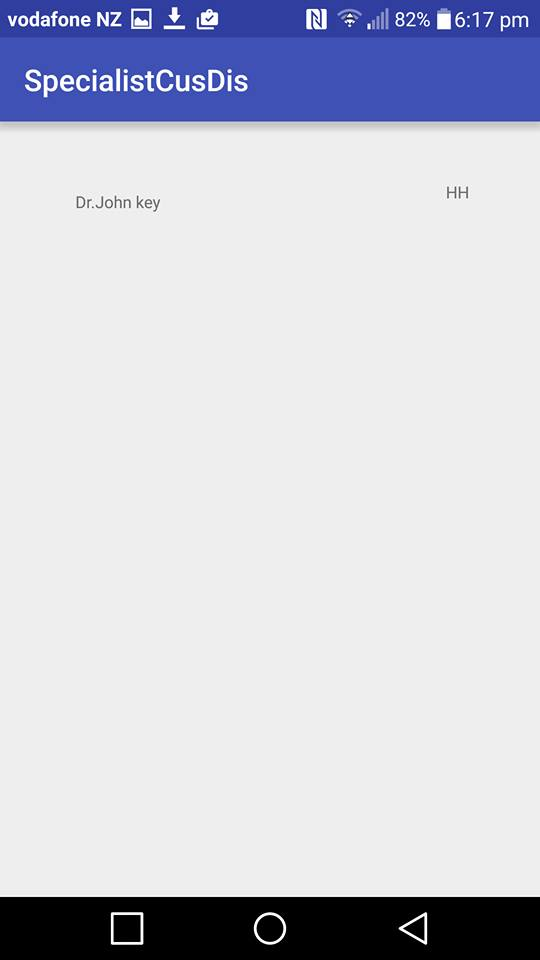 vodafone NZ 82% 6:17 pm
SpecialistCusDis
Dr.John key HH